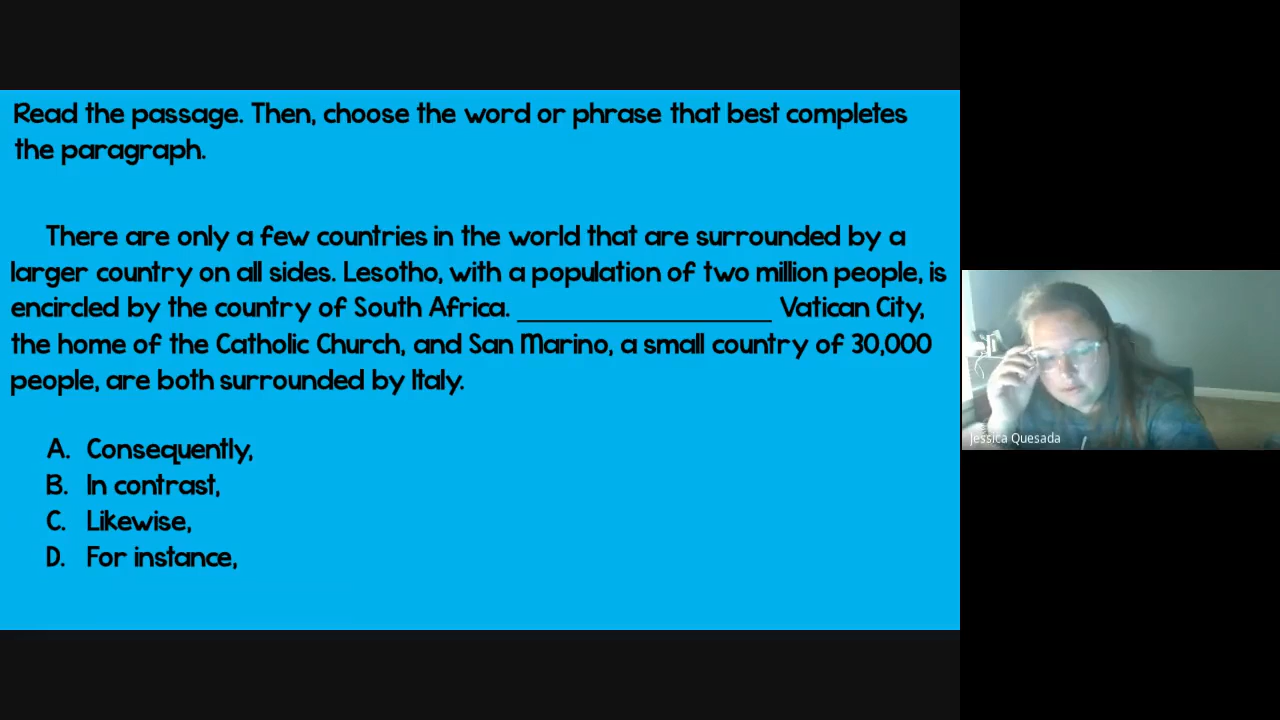 Read the passage. Then, choose the word or phrase that best completes
the paragraph.
There are only a few countries in the world that are surrounded by a
larger country on all sides. Lesotho, with a population of two million people, is
encircled by the country of South Africa. ____________________ Vatican City,
the home of the Catholic Church, and San Marino, a small country of 30,000
people, are both surrounded by Italy.
A. Consequently,
B. In contrast,
C. Likewise,
D. For instance,
Jessica Quesada